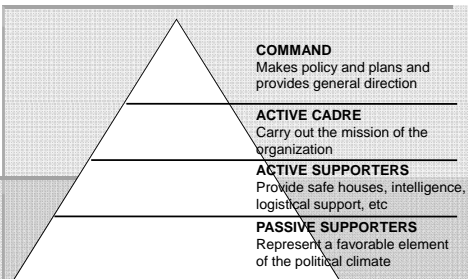 COMMAND
Makes policy and plans and
provides general direction
ACTIVE CADRE
Carry out the mission of the
organization
ACTIVE SUPPORTERS
Provide safe houses, intelligence,
logistical support, etc
PASSIVE SUPPORTERS
Represent a favorable element
of the political climate